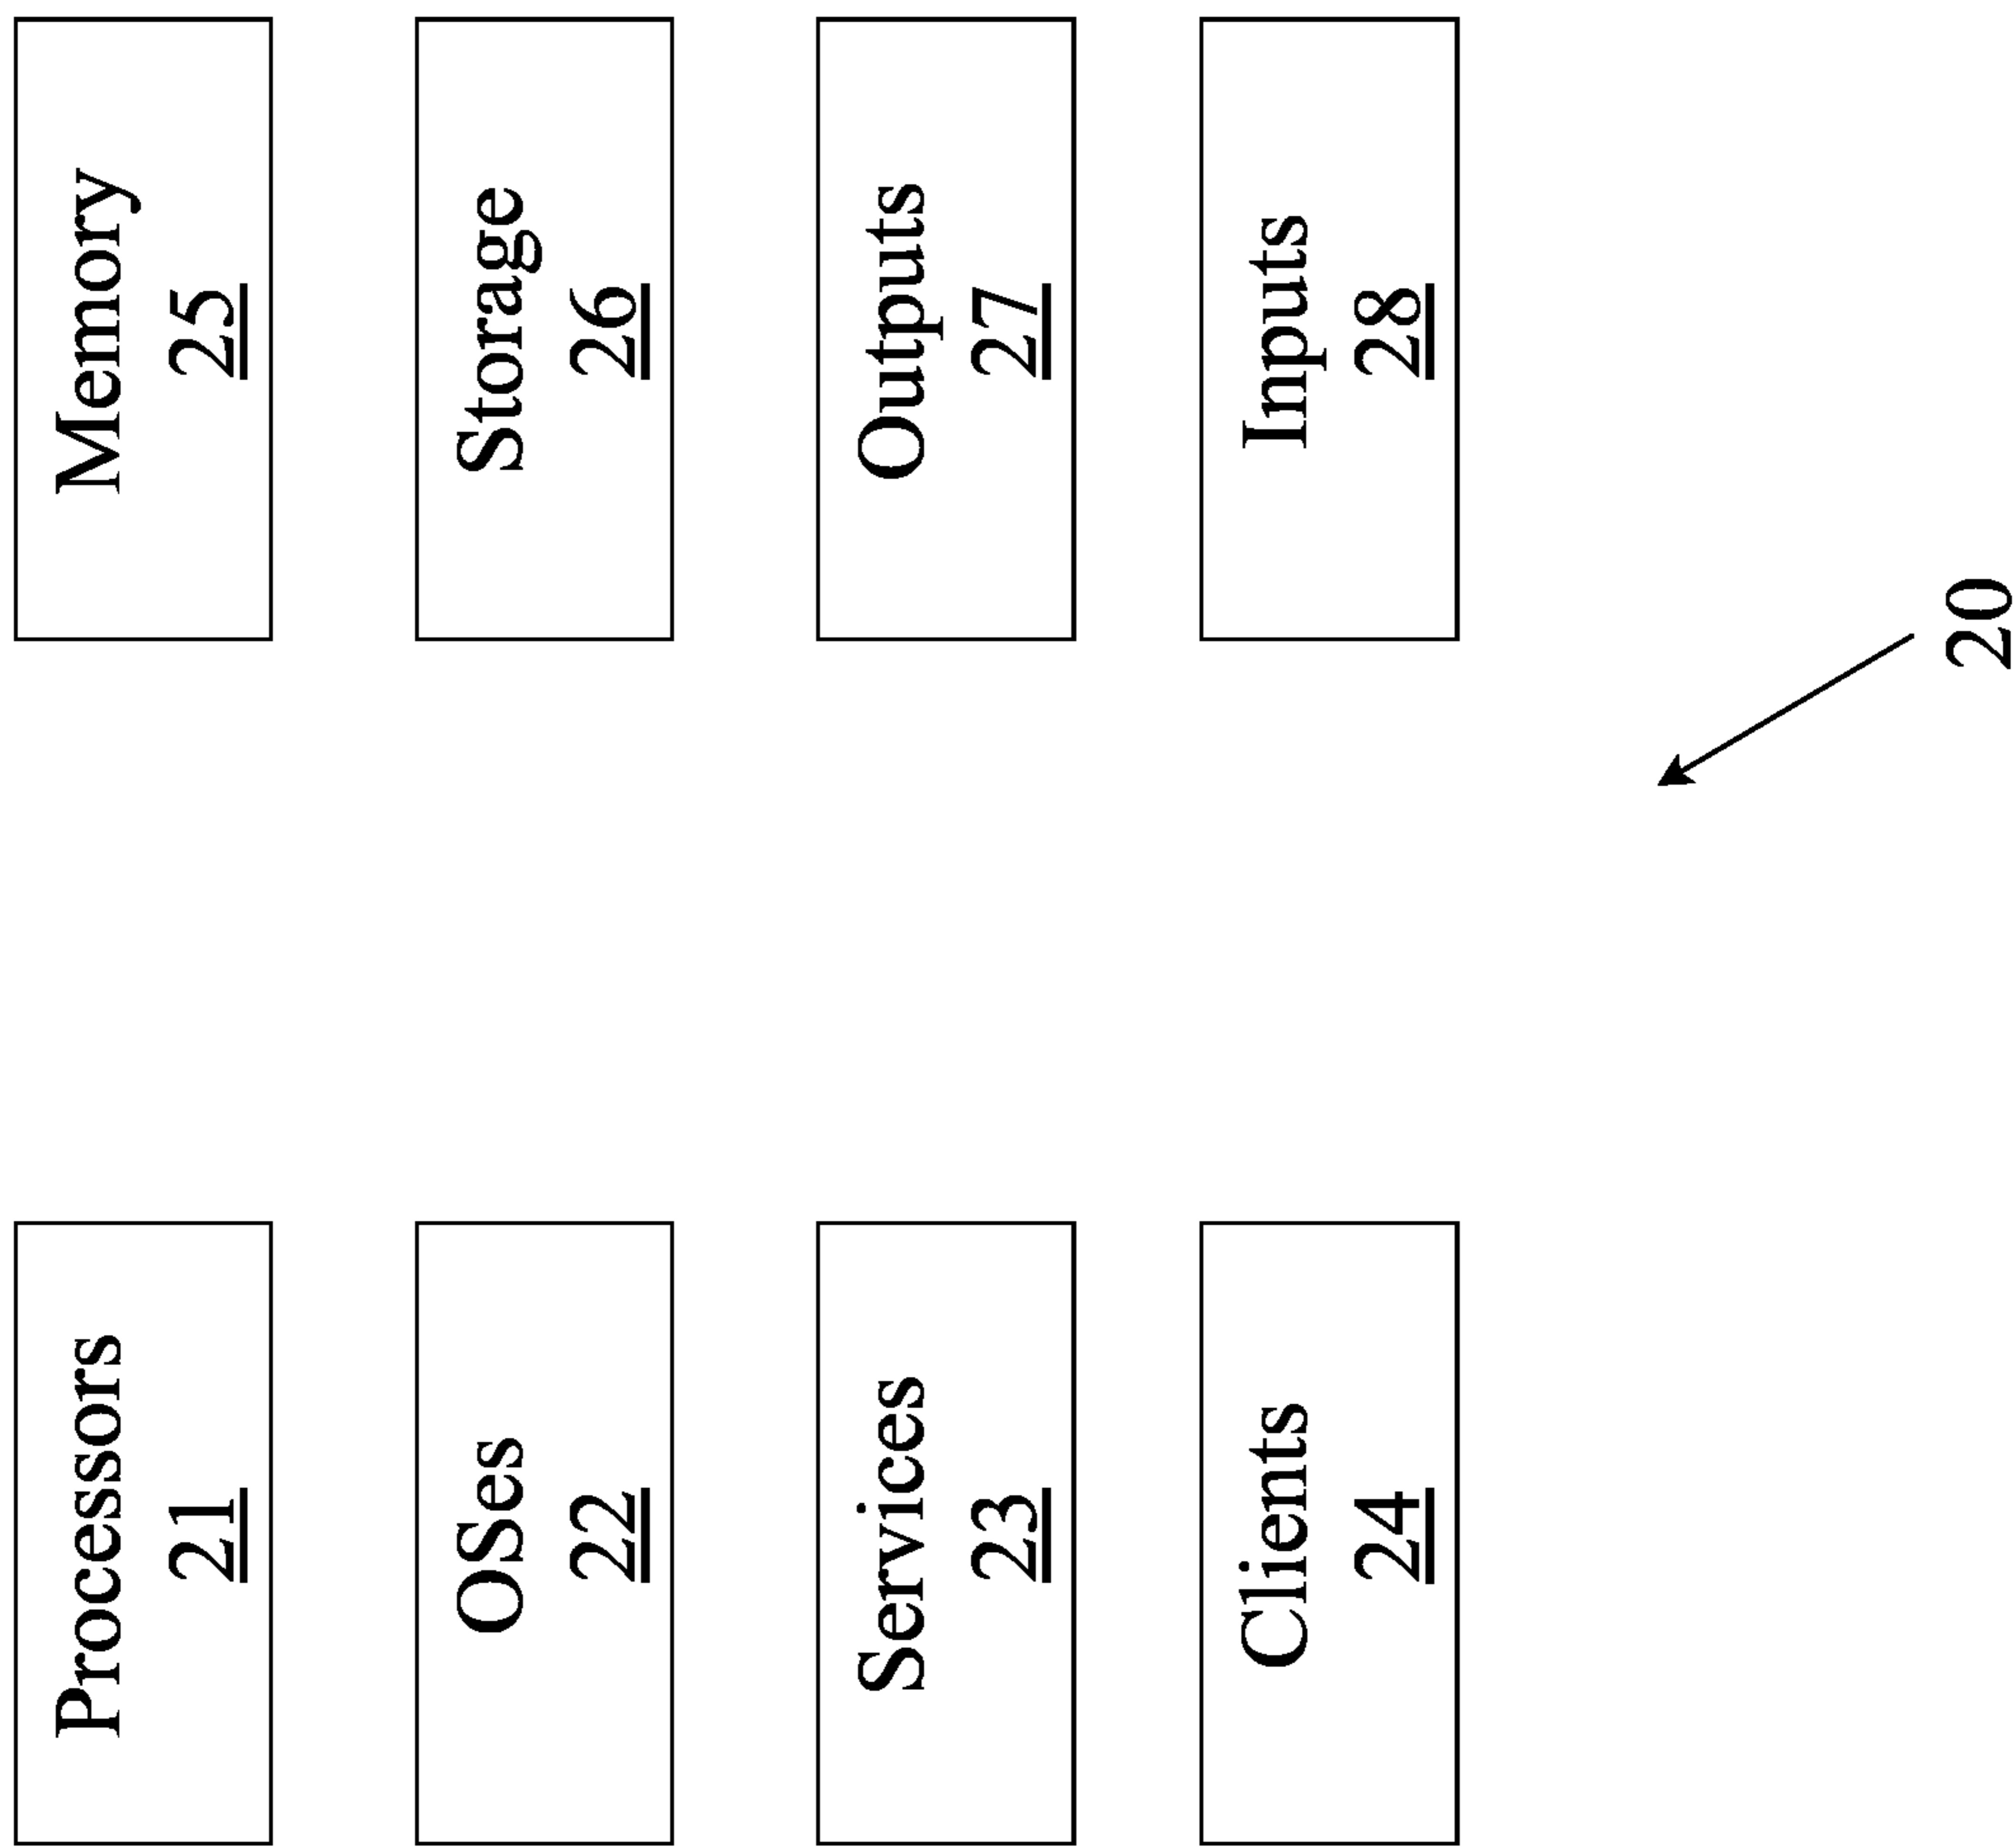 Processors
21
Memory
25
OSes
22
Storage
26
Services
23
Outputs
27
Clients
24
Inputs
28
20